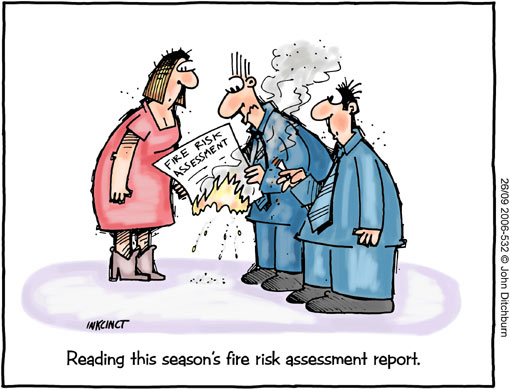 FIRE RISK
ASSESSMENT
INKCINCT
Reading this season's fire risk assessment report.
26/09 2006-532 © John Ditchburn